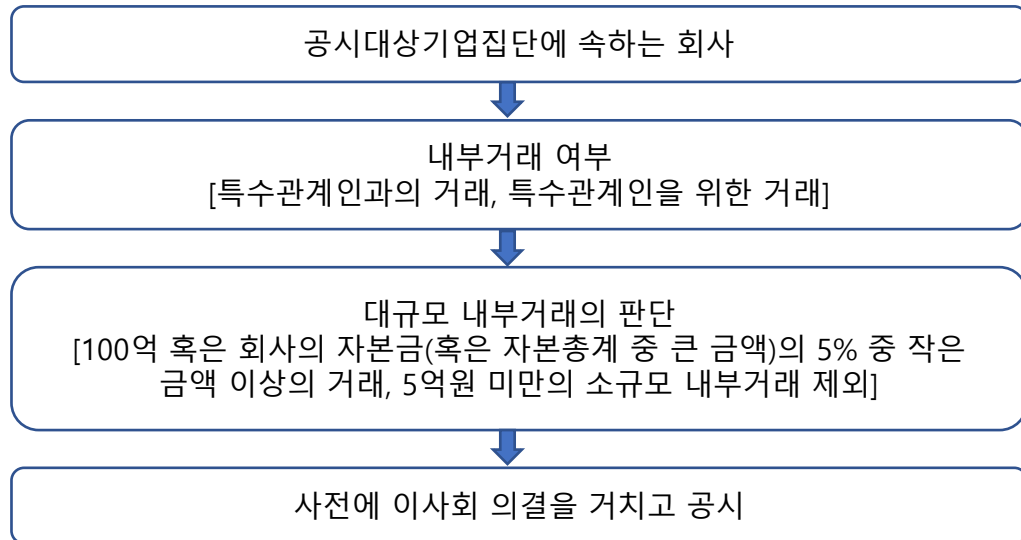 공시대상기업집단에 속하는 회사
내부거래 여부
[특수관계인과의 거래, 특수관계인을 위한 거래]
대규모 내부거래의 판단
[100억 혹은 회사의 자본금(혹은 자본총계 중 큰 금액)의 5% 중 작은
금액 이상의 거래, 5억원 미만의 소규모 내부거래 제외]
사전에 이사회 의결을 거치고 공시